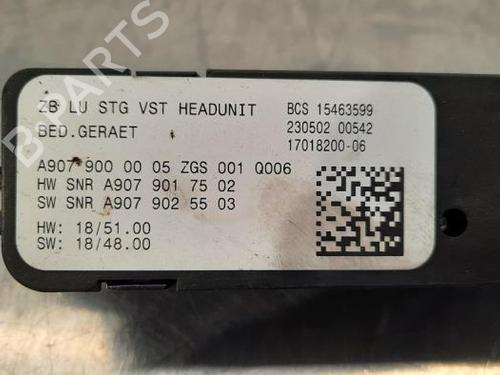 ZB LU STG VST HEADUNIT
BED.GERAET
BCS 15463599
230502 00542
17018200-06
A907 900 00 05 ZGS 001 Q006
HW SNR A907 901 75 02
SW SNR A907 902 55 03
HW: 18/51.00
SW: 18/48.00
B-PARTS